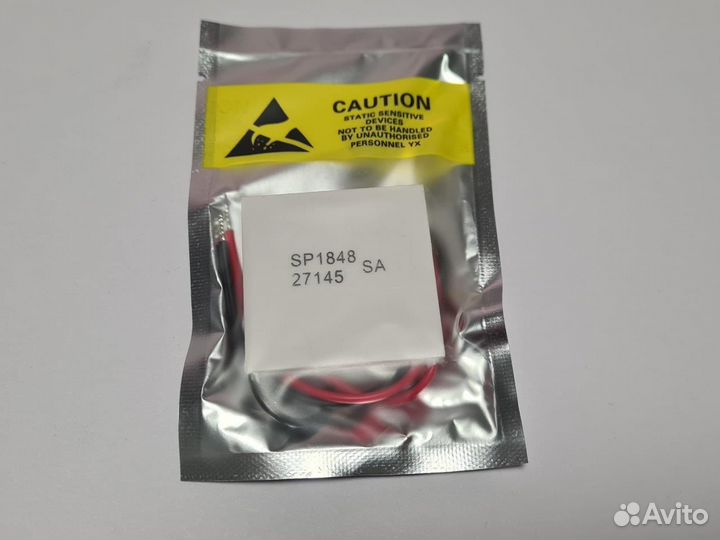 CAUTION
STATIC SENSITIVE
DEVICES
NOT TO BE HANDLED
BY UNAUTHORISED
PERSONNEL YX
SP1848
27145 SA
Avito